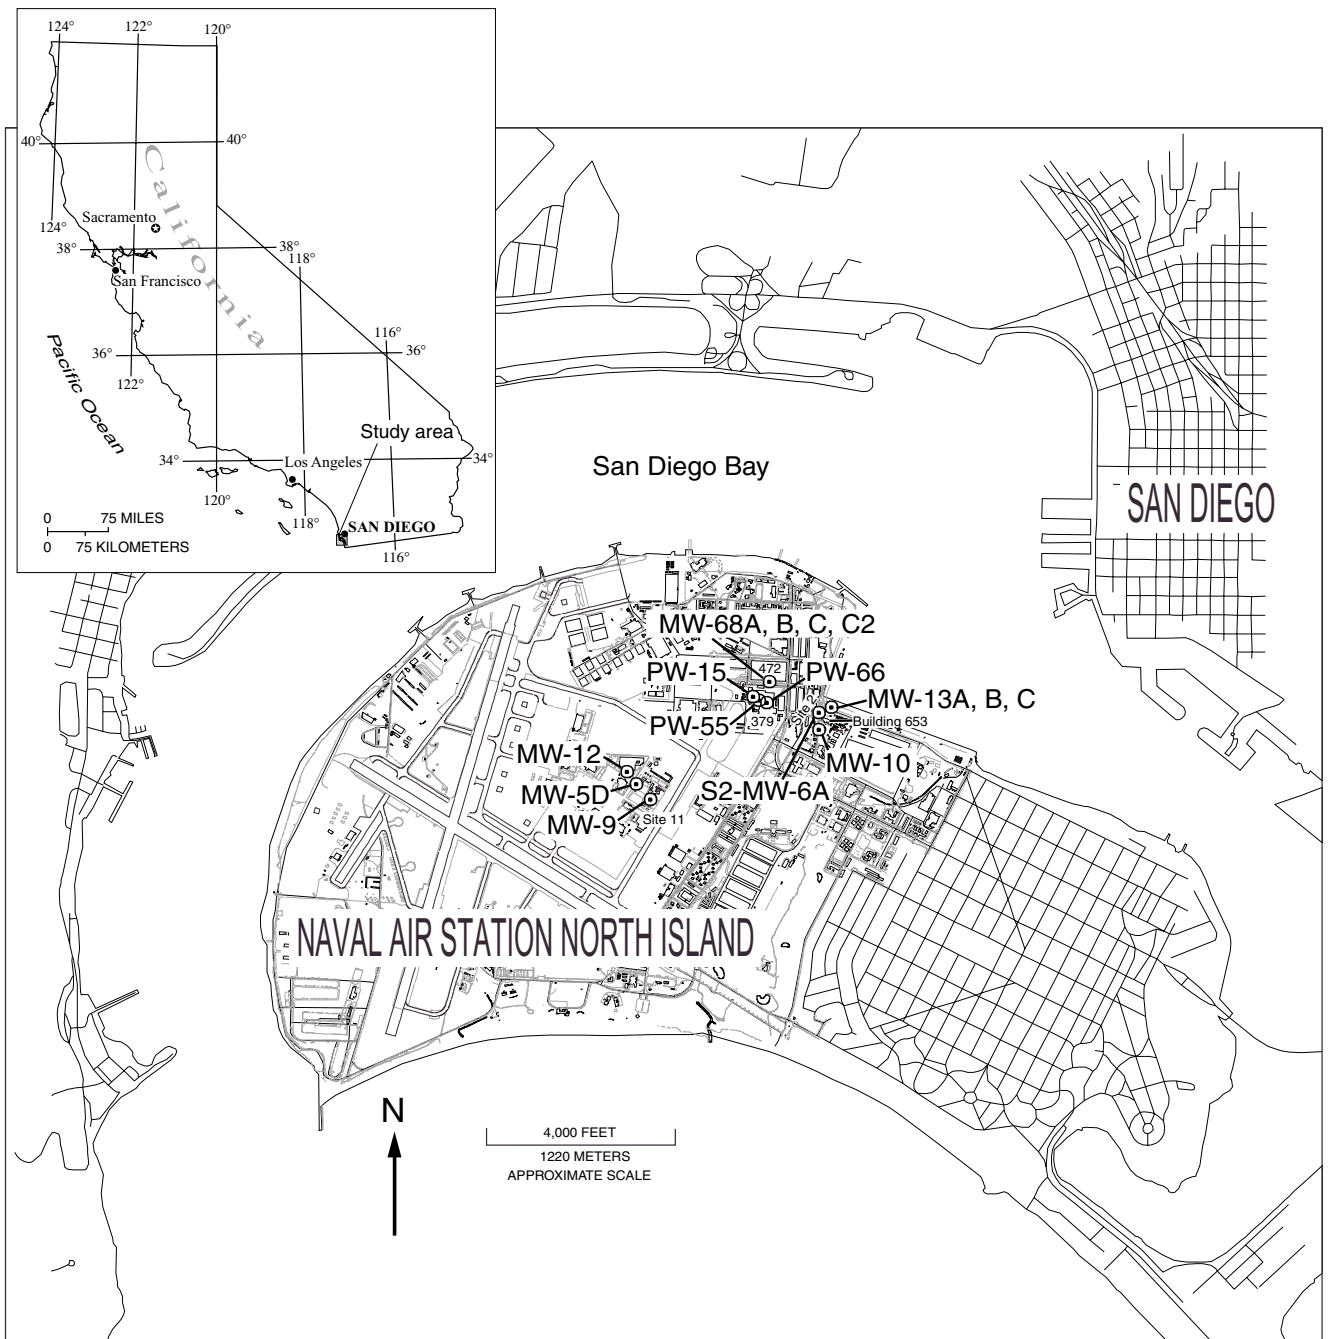 124°
122°
120°
40°
40°
California
Sacramento
124°
38°
38°
118°
San Francisco
116°
36°
36°
122°
Pacific Ocean
Study area
34°
34°
Los Angeles
120°
118°
0 75 MILES
0 75 KILOMETERS
SAN DIEGO
116°
San Diego Bay
SAN DIEGO
MW-68A, B, C, C2
472
PW-15
PW-66
MW-13A, B, C
Site 2
PW-55
379
Building 653
MW-12
MW-10
MW-5D
S2-MW-6A
MW-9
Site 11
NAVAL AIR STATION NORTH ISLAND
N
4,000 FEET
1220 METERS
APPROXIMATE SCALE